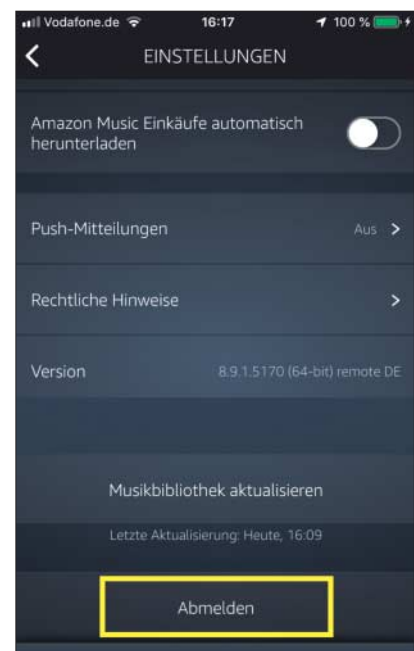 Vodafone.de 16:17 100 %
EINSTELLUNGEN
Amazon Music Einkäufe automatisch
herunterladen
Push-Mitteilungen Aus
Rechtliche Hinweise
Version 8.9.1.5170 (64-bit) remote DE
Musikbibliothek aktualisieren
Letzte Aktualisierung: Heute, 16:09
Abmelden